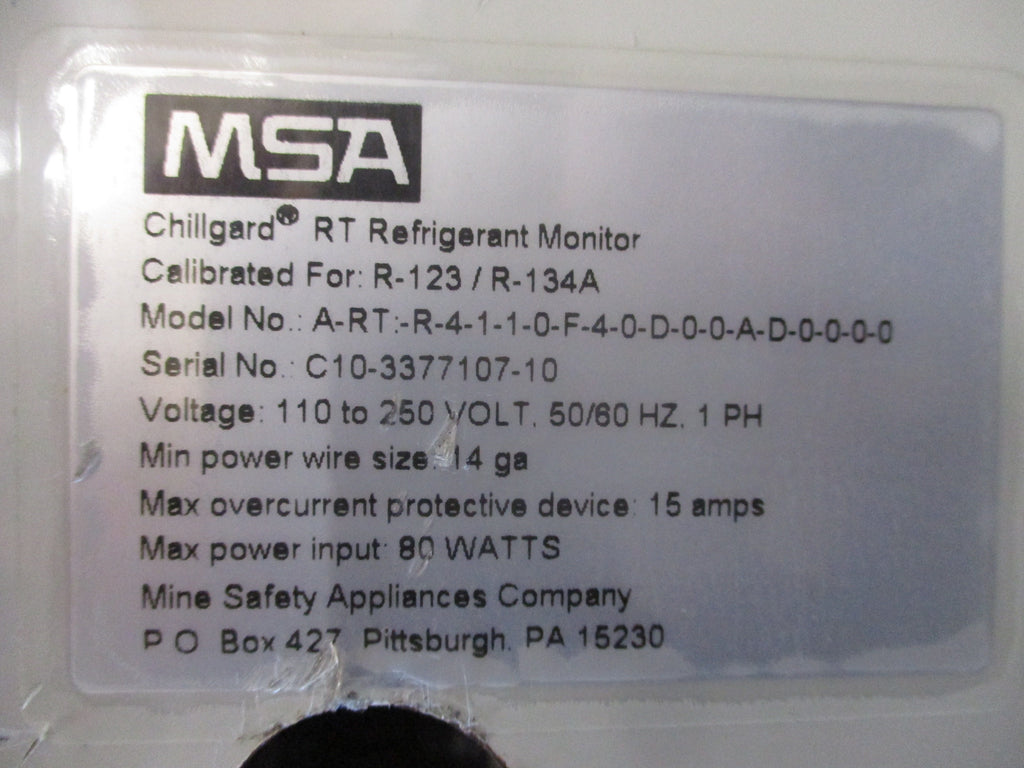 MSA
Chillgard® RT Refrigerant Monitor
Calibrated For: R-123 / R-134A
Model No.: A-RT:-R-4-1-1-0-F-4-0-D-0-0-A-D-0-0-0-0
Serial No.: C10-3377107-10
Voltage: 110 to 250 VOLT, 50/60 HZ, 1 PH
Min power wire size: 14 ga
Max overcurrent protective device: 15 amps
Max power input: 80 WATTS
Mine Safety Appliances Company
P O Box 427 Pittsburgh, PA 15230